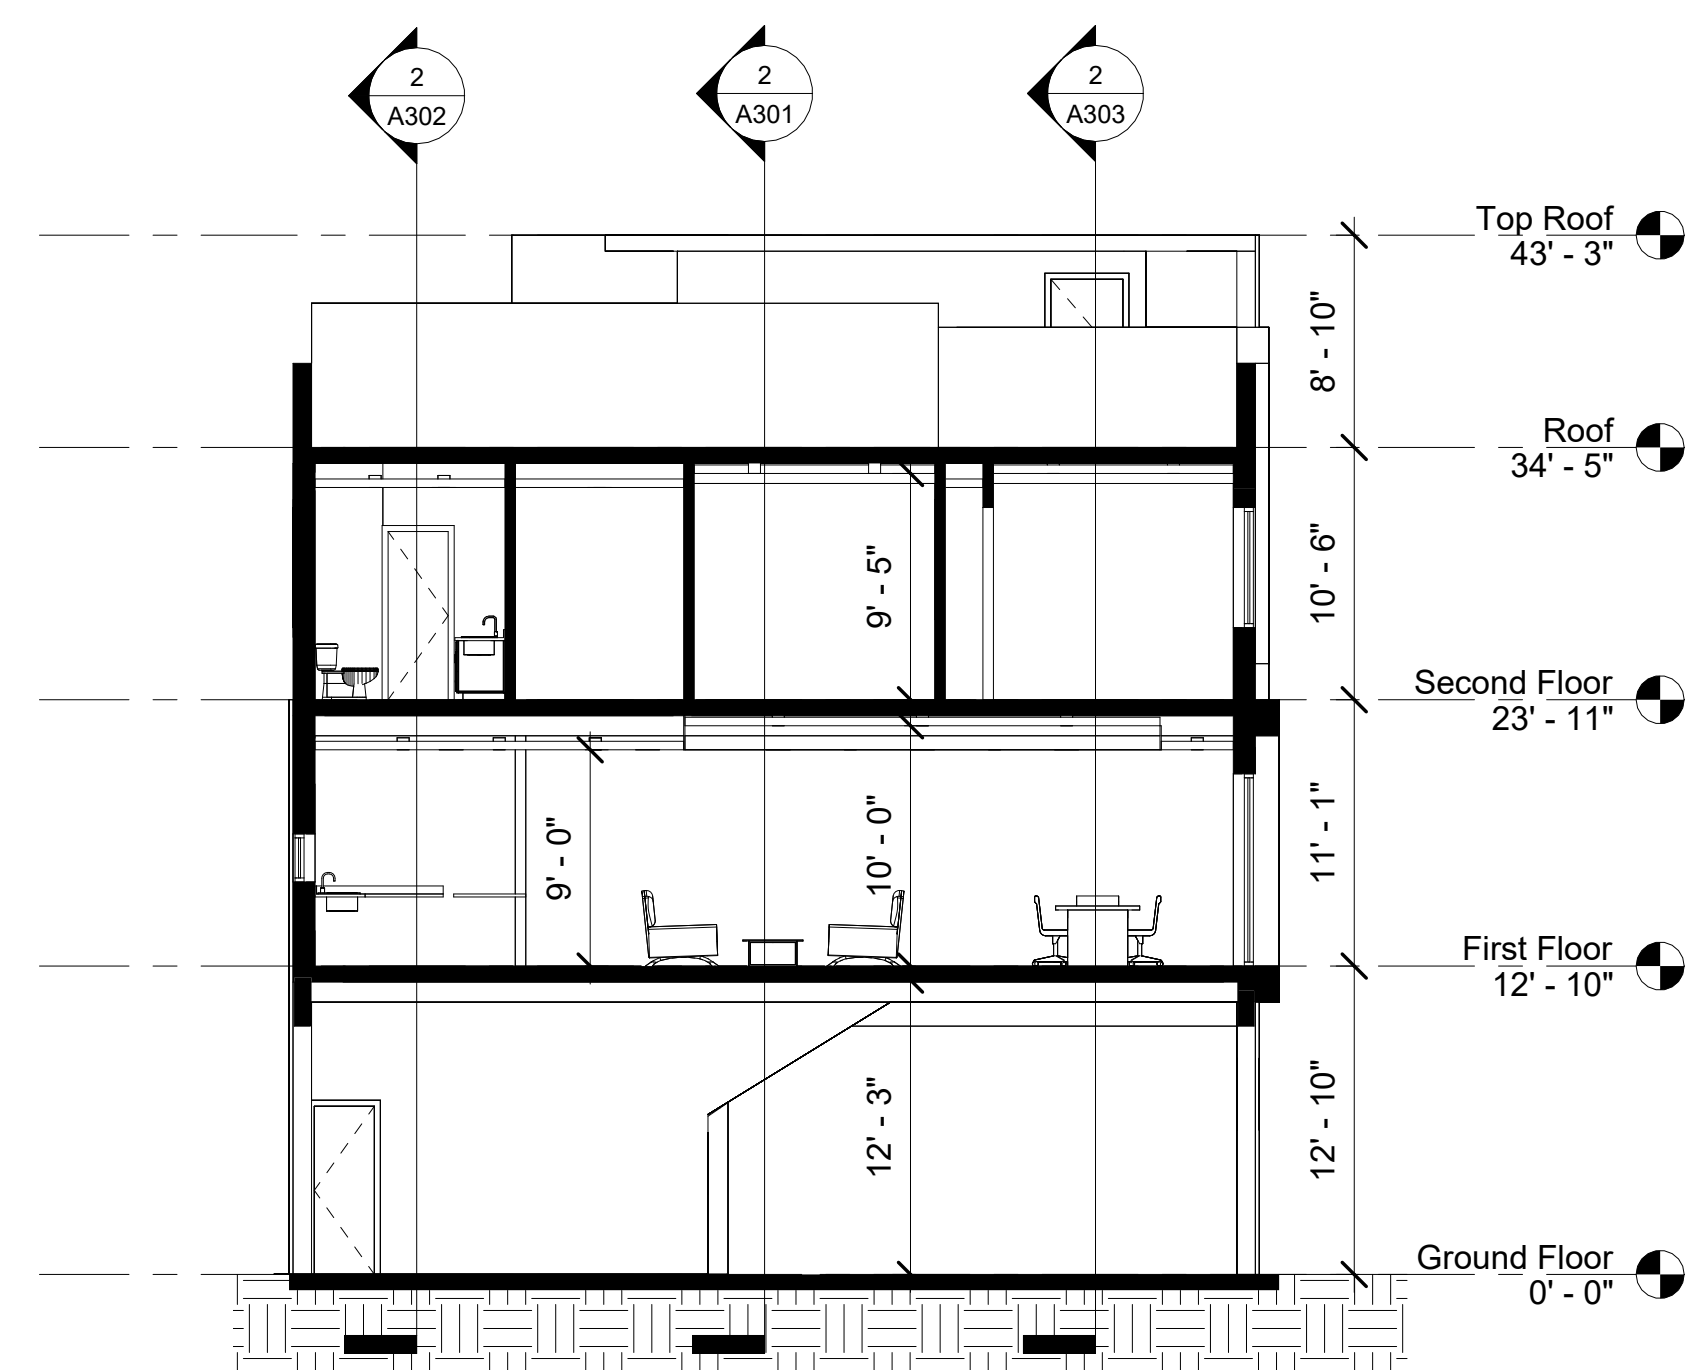 2
A302
2
A301
2
A303
Top Roof
43' - 3"
8' - 10"
Roof
34' - 5"
9' - 5"
10' - 6"
Second Floor
23' - 11"
9' - 0"
10' - 0"
11' - 1"
First Floor
12' - 10"
12' - 3"
12' - 10"
Ground Floor
0' - 0"